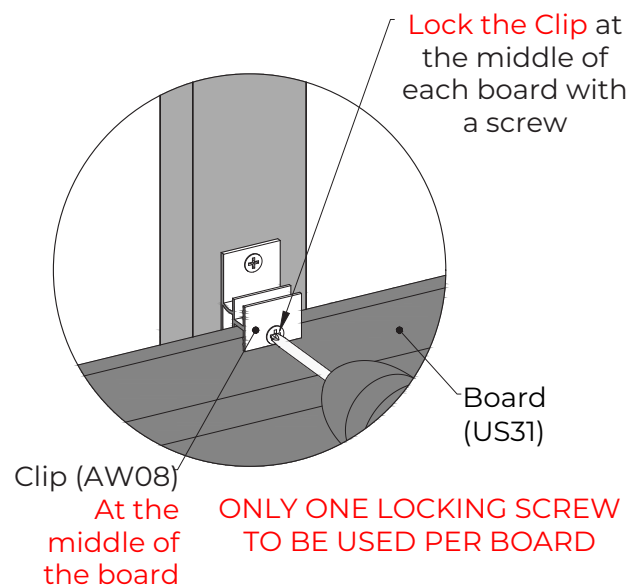 Lock the Clip at
the middle of
each board with
a screw
Board
(US31)
Clip (AW08)
At the
middle of
the board
ONLY ONE LOCKING SCREW
TO BE USED PER BOARD